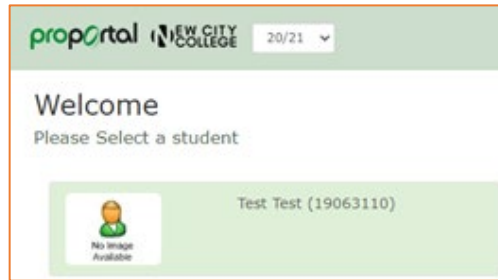 proportal NEW CITY COLLEGE 20/21
Welcome
Please Select a student
Test Test (19063110)
No Image
Available